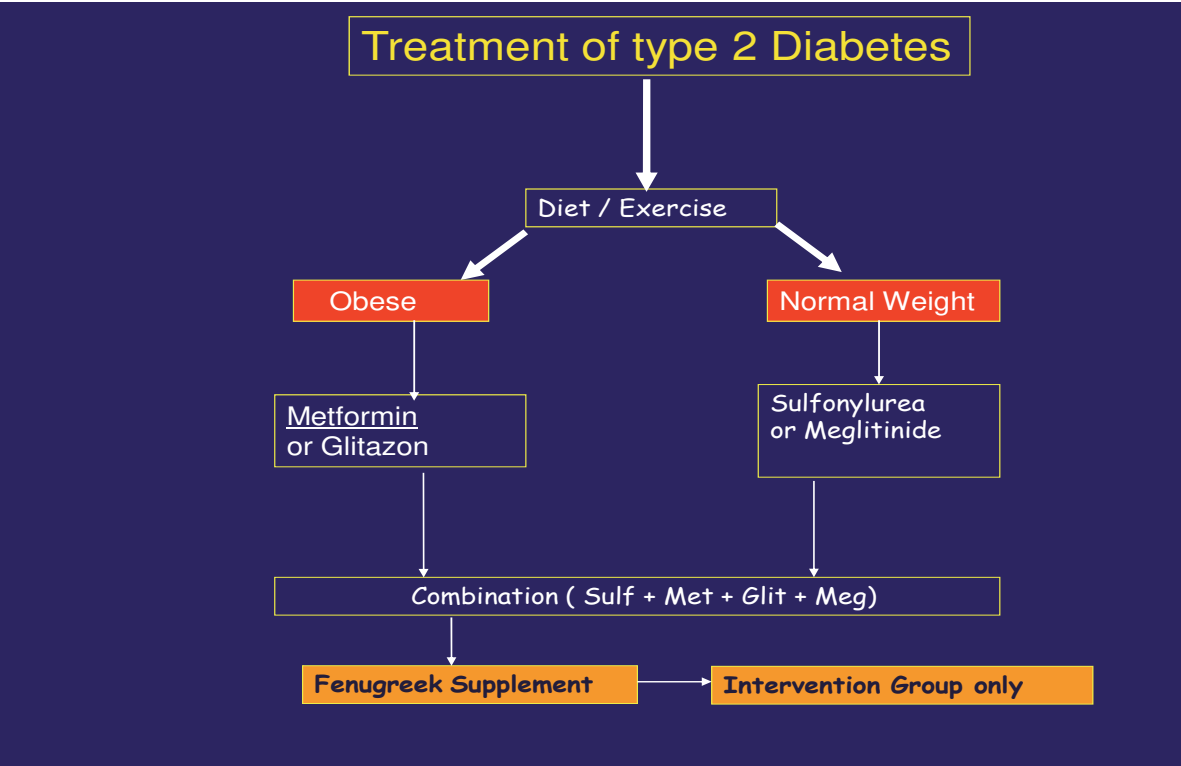 Treatment of type 2 Diabetes
Diet / Exercise
Obese
Normal Weight
Metformin
or Glitazon
Sulfonylurea
or Meglitinide
Combination ( Sulf + Met + Glit + Meg)
Fenugreek Supplement
Intervention Group only